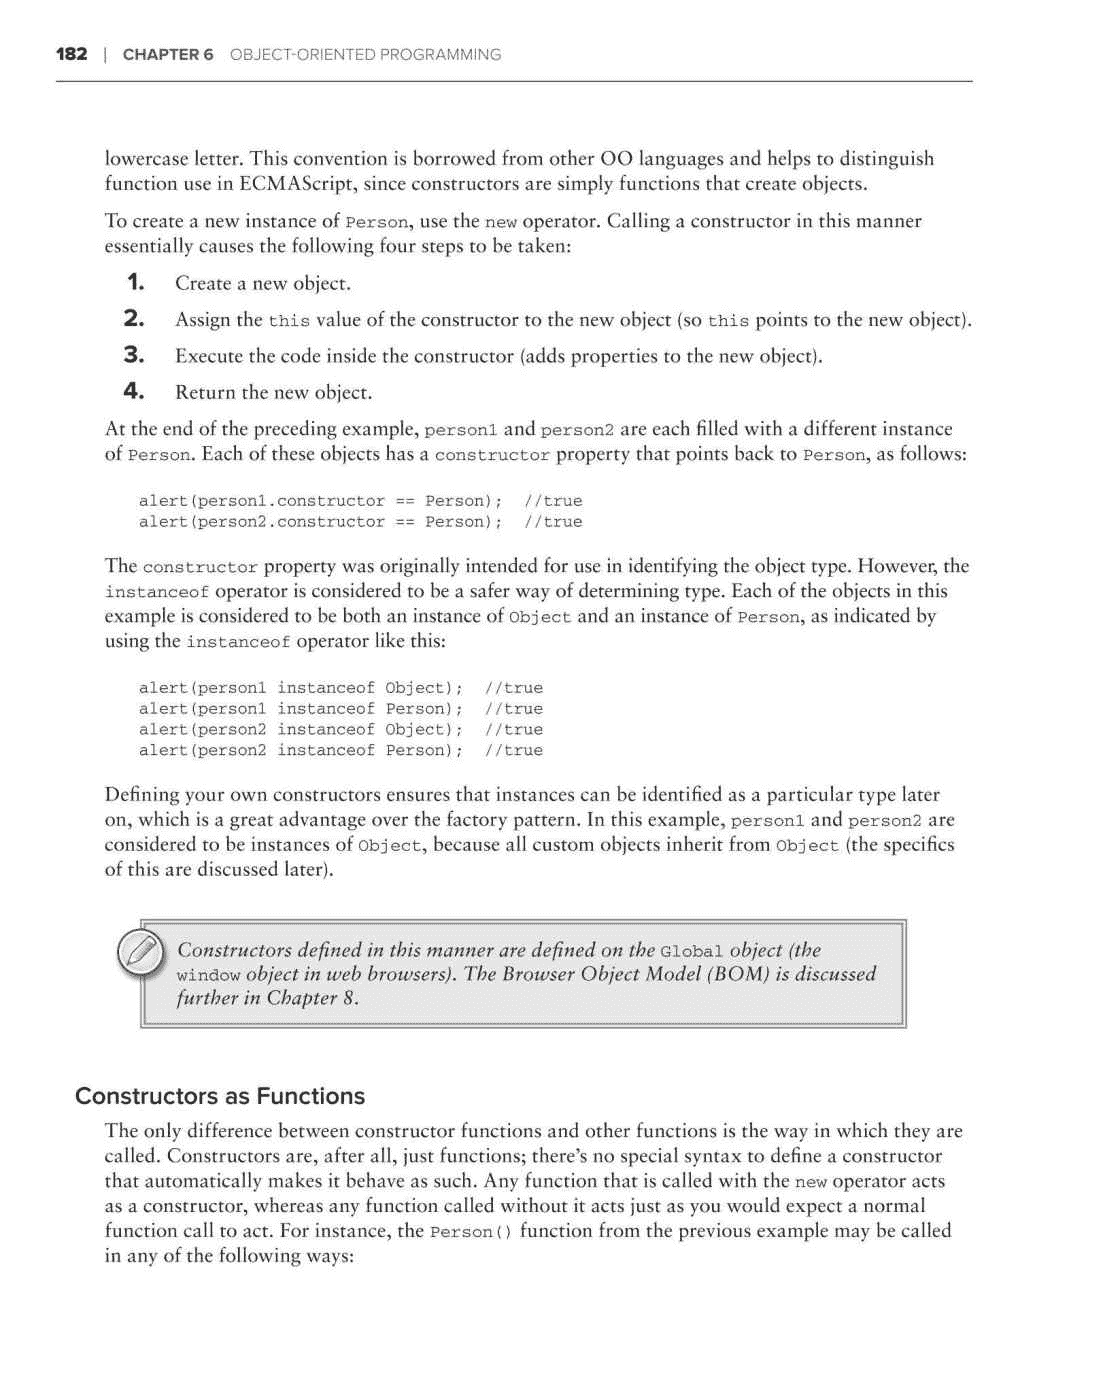 182 | CHAPTER 6 OBJECT-ORIENTED PROGRAMMING
lowercase letter. This convention is borrowed from other OO languages and helps to distinguish
function use in ECMAScript, since constructors are simply functions that create objects.
To create a new instance of Person, use the new operator. Calling a constructor in this manner
essentially causes the following four steps to be taken:
1. Create a new object.
2. Assign the this value of the constructor to the new object (so this points to the new object).
3. Execute the code inside the constructor (adds properties to the new object).
4. Return the new object.
At the end of the preceding example, person1 and person2 are each filled with a different instance
of Person. Each of these objects has a constructor property that points back to Person, as follows:
alert(person1.constructor == Person); //true
alert(person2.constructor == Person); //true
The constructor property was originally intended for use in identifying the object type. However, the
instanceof operator is considered to be a safer way of determining type. Each of the objects in this
example is considered to be both an instance of Object and an instance of Person, as indicated by
using the instanceof operator like this:
alert(person1 instanceof Object); //true
alert(person1 instanceof Person); //true
alert(person2 instanceof Object); //true
alert(person2 instanceof Person); //true
Defining your own constructors ensures that instances can be identified as a particular type later
on, which is a great advantage over the factory pattern. In this example, person1 and person2 are
considered to be instances of Object, because all custom objects inherit from Object (the specifics
of this are discussed later).
Constructors defined in this manner are defined on the Global object (the
window object in web browsers). The Browser Object Model (BOM) is discussed
further in Chapter 8.
Constructors as Functions
The only difference between constructor functions and other functions is the way in which they are
called. Constructors are, after all, just functions; there's no special syntax to define a constructor
that automatically makes it behave as such. Any function that is called with the new operator acts
as a constructor, whereas any function called without it acts just as you would expect a normal
function call to act. For instance, the Person() function from the previous example may be called
in any of the following ways: